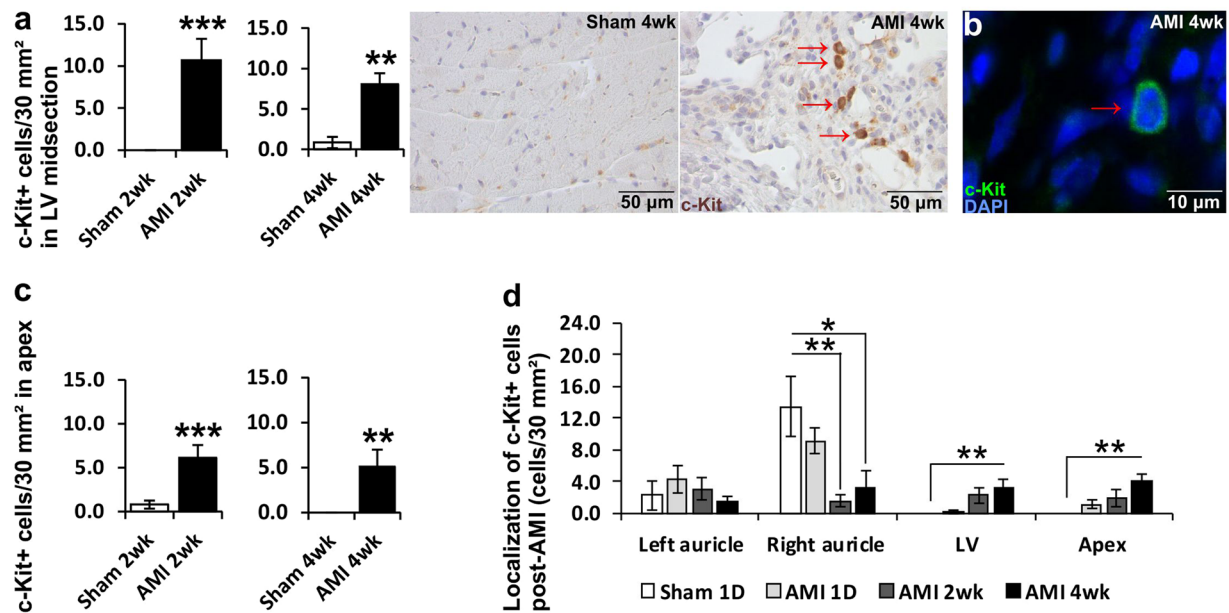 a
c-Kit+ cells/30 mm²
in LV midsection
15.0
10.0
5.0
0.0
***
Sham 2wk
AMI 2wk
15.0
10.0
5.0
0.0
**
Sham 4wk
AMI 4wk
Sham 4wk
50 µm
AMI 4wk
c-Kit
50 µm
b
AMI 4wk
c-Kit
DAPI
10 µm
c
c-Kit+ cells/30 mm² in apex
15.0
10.0
5.0
0.0
***
Sham 2wk
AMI 2wk
15.0
10.0
5.0
0.0
**
Sham 4wk
AMI 4wk
d
Localization of c-Kit+ cells
post-AMI (cells/30 mm²)
24.0
20.0
16.0
12.0
8.0
4.0
0.0
*
**
**
**
Left auricle Right auricle LV Apex
Sham 1D AMI 1D AMI 2wk AMI 4wk